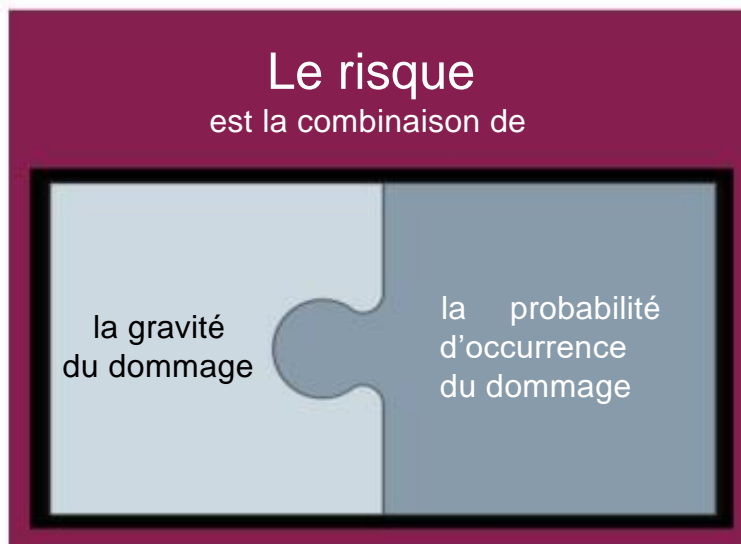 Le risque
est la combinaison de
la gravité
du dommage
la probabilité
d’occurrence
du dommage